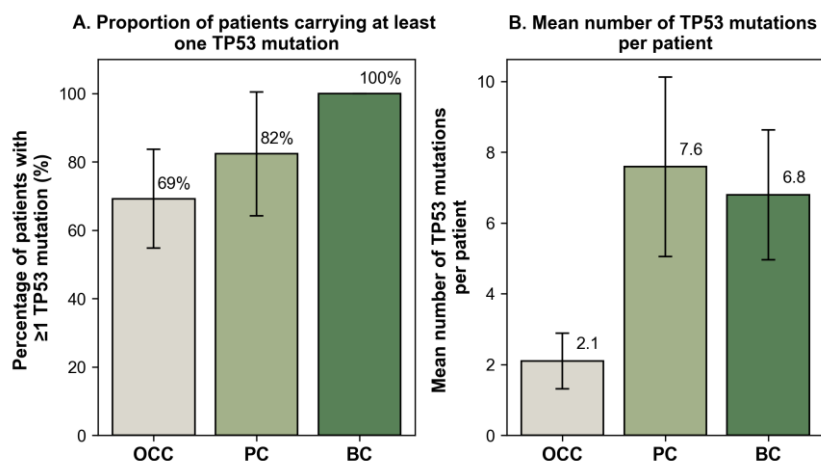 A. Proportion of patients carrying at least
one TP53 mutation
Percentage of patients with
≥1 TP53 mutation (%)
100
80
60
40
20
0
69%
82%
100%
OCC PC BC
B. Mean number of TP53 mutations
per patient
Mean number of TP53 mutations
per patient
10
8
6
4
2
0
2.1
7.6
6.8
OCC PC BC